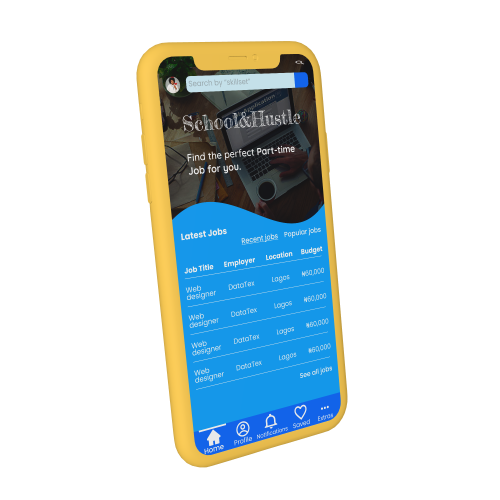 Search by "skillset"
School&Hustle
Find the perfect Part-time
Job for you.
Latest Jobs
Recent jobs Popular jobs
Job Title Employer Location Budget
Web designer DataTex Lagos ₦60,000
Web designer DataTex Lagos ₦60,000
Web designer DataTex Lagos ₦60,000
Web designer DataTex Lagos ₦60,000
See all jobs
Home Profile Notifications Saved Extras